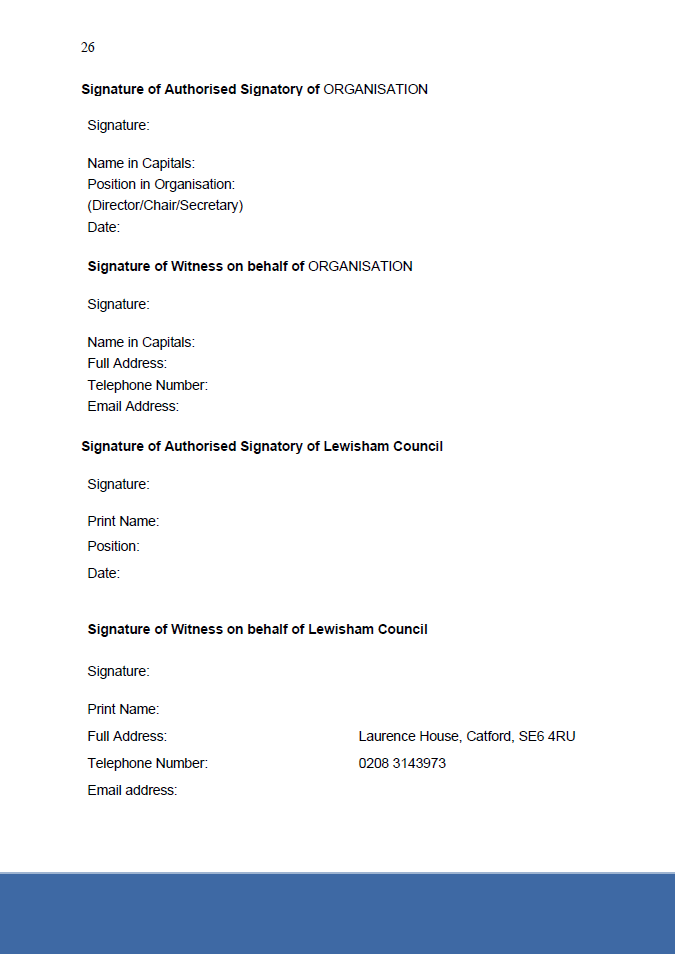 26
Signature of Authorised Signatory of ORGANISATION
Signature:
Name in Capitals:
Position in Organisation:
(Director/Chair/Secretary)
Date:
Signature of Witness on behalf of ORGANISATION
Signature:
Name in Capitals:
Full Address:
Telephone Number:
Email Address:
Signature of Authorised Signatory of Lewisham Council
Signature:
Print Name:
Position:
Date:
Signature of Witness on behalf of Lewisham Council
Signature:
Print Name:
Full Address: Laurence House, Catford, SE6 4RU
Telephone Number: 0208 3143973
Email address: